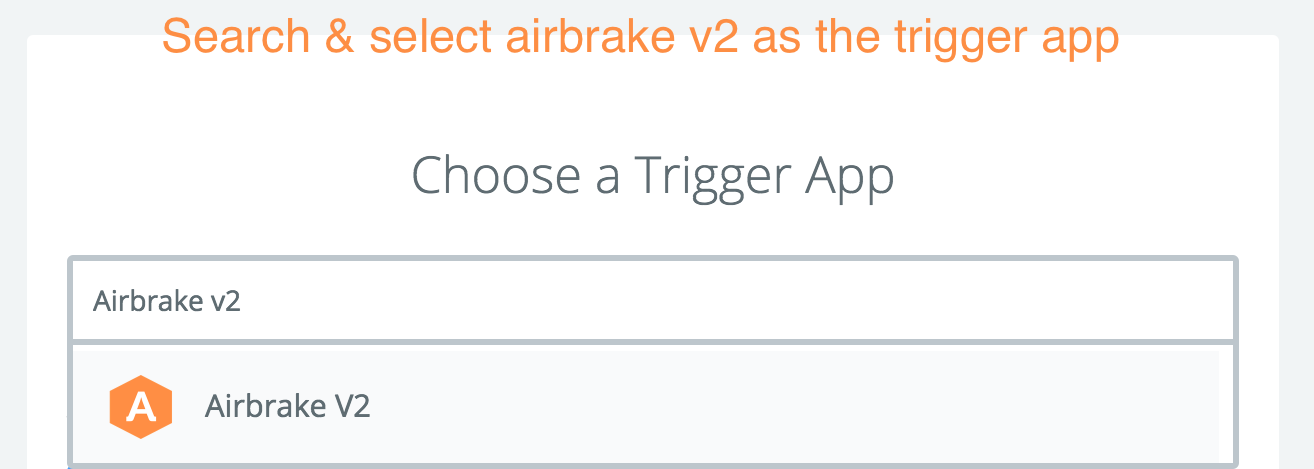 Search & select airbrake v2 as the trigger app
Choose a Trigger App
Airbrake v2
A Airbrake V2